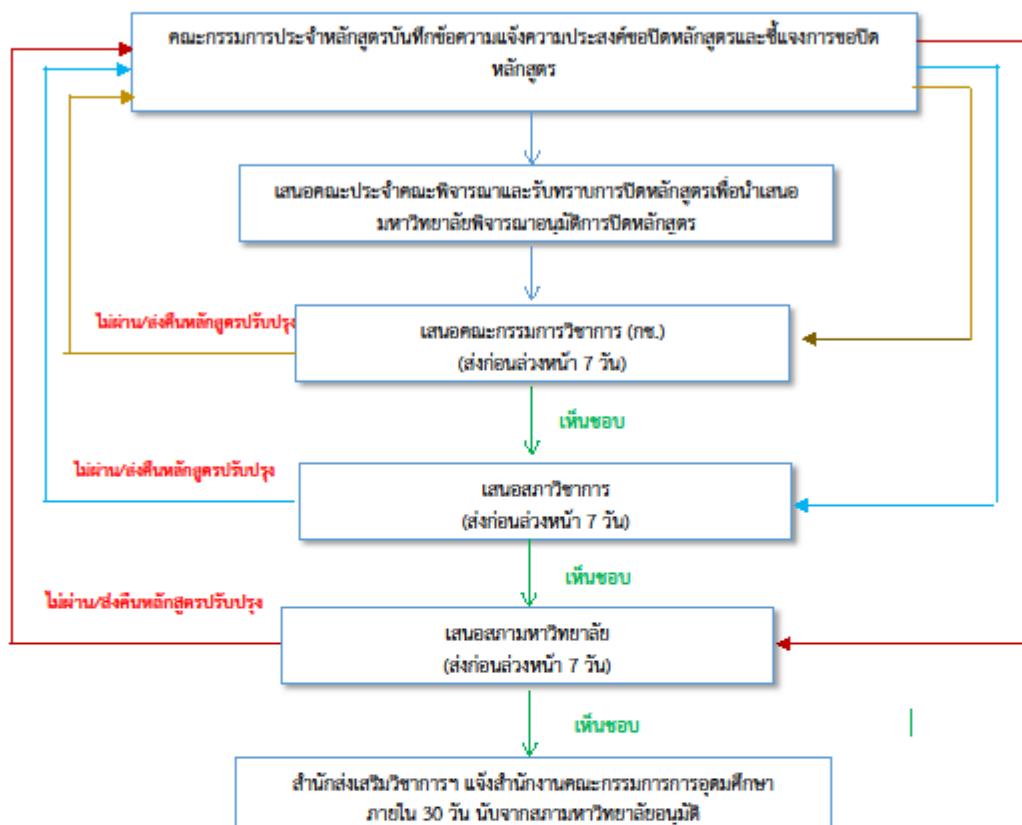 คณะกรรมการประจำหลักสูตรบันทึกข้อความแจ้งความประสงค์ขอปิดหลักสูตรและชี้แจงการขอปิด
หลักสูตร
เสนอคณะประจำคณะพิจารณาและรับทราบการปิดหลักสูตรเพื่อนำเสนอ
มหาวิทยาลัยพิจารณาอนุมัติการปิดหลักสูตร
ไม่ผ่าน/ส่งคืนหลักสูตรปรับปรุง
เสนอคณะกรรมการวิชาการ (กช.)
(ส่งก่อนล่วงหน้า 7 วัน)
เห็นชอบ
ไม่ผ่าน/ส่งคืนหลักสูตรปรับปรุง
เสนอสภาวิชาการ
(ส่งก่อนล่วงหน้า 7 วัน)
เห็นชอบ
ไม่ผ่าน/ส่งคืนหลักสูตรปรับปรุง
เสนอสภามหาวิทยาลัย
(ส่งก่อนล่วงหน้า 7 วัน)
เห็นชอบ
สำนักส่งเสริมวิชาการฯ แจ้งสำนักงานคณะกรรมการการอุดมศึกษา
ภายใน 30 วัน นับจากสภามหาวิทยาลัยอนุมัติ